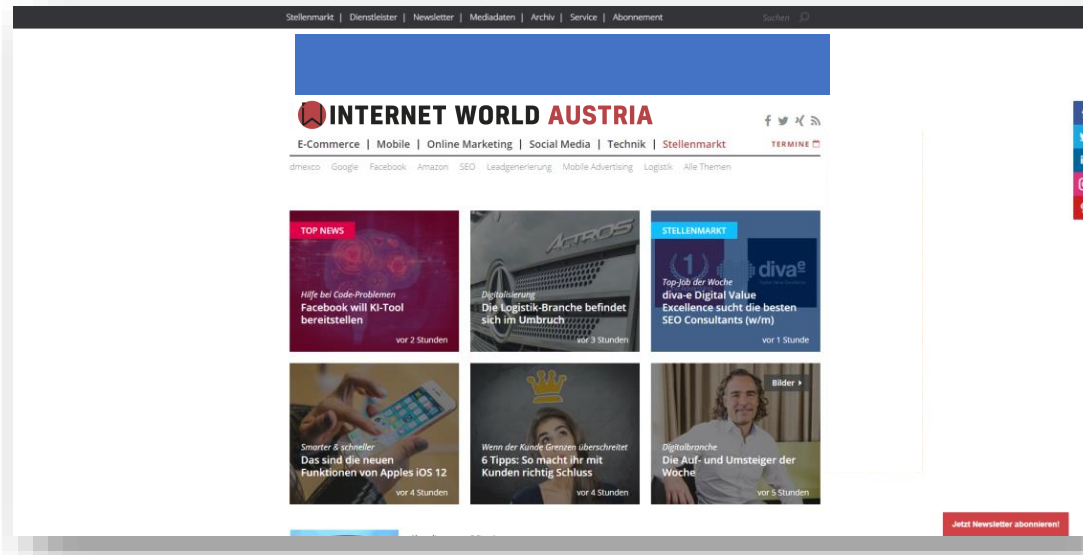 Stellenmarkt | Dienstleister | Newsletter | Mediadaten | Archiv | Service | Abonnement Suchen
INTERNET WORLD AUSTRIA
E-Commerce | Mobile | Online Marketing | Social Media | Technik | Stellenmarkt TERMINE
dmexco Google Facebook Amazon SEO Leadgenerierung Mobile Advertising Logistik Alle Themen
TOP NEWS
Hilfe bei Code-Problemen
Facebook will KI-Tool
bereitstellen
vor 2 Stunden
ACTROS
Digitalisierung
Die Logistik-Branche befindet
sich im Umbruch
vor 3 Stunden
STELLENMARKT
1
diva-e
Top-Job der Woche
diva-e Digital Value
Excellence sucht die besten
SEO Consultants (w/m)
vor 1 Stunde
Smarter & schneller
Das sind die neuen
Funktionen von Apples iOS 12
vor 4 Stunden
Wenn der Kunde Grenzen überschreitet
6 Tipps: So macht ihr mit
Kunden richtig Schluss
vor 4 Stunden
Bilder
Digitalbranche
Die Auf- und Umsteiger der
Woche
vor 5 Stunden
Jetzt Newsletter abonnieren!